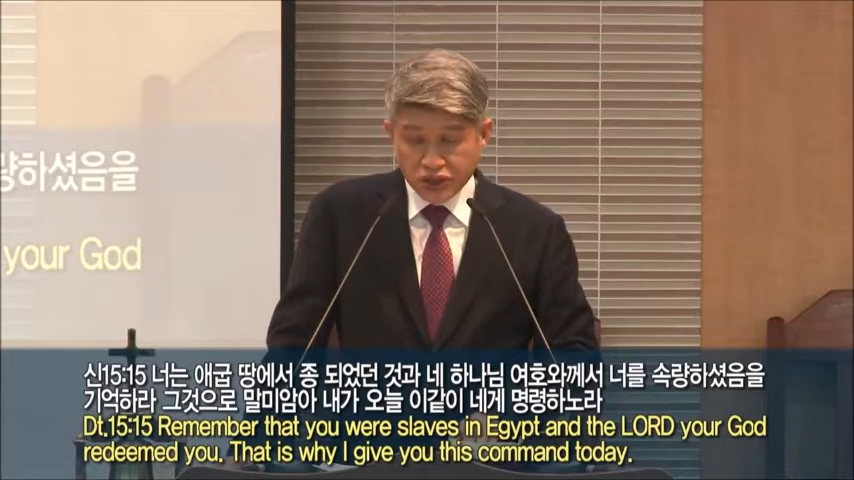 량하셨음을
your God
신15:15 너는 애굽 땅에서 종 되었던 것과 네 하나님 여호와께서 너를 속량하셨음을
기억하라 그것으로 말미암아 내가 오늘 이같이 네게 명령하노라
Dt.15:15 Remember that you were slaves in Egypt and the LORD your God
redeemed you. That is why I give you this command today.